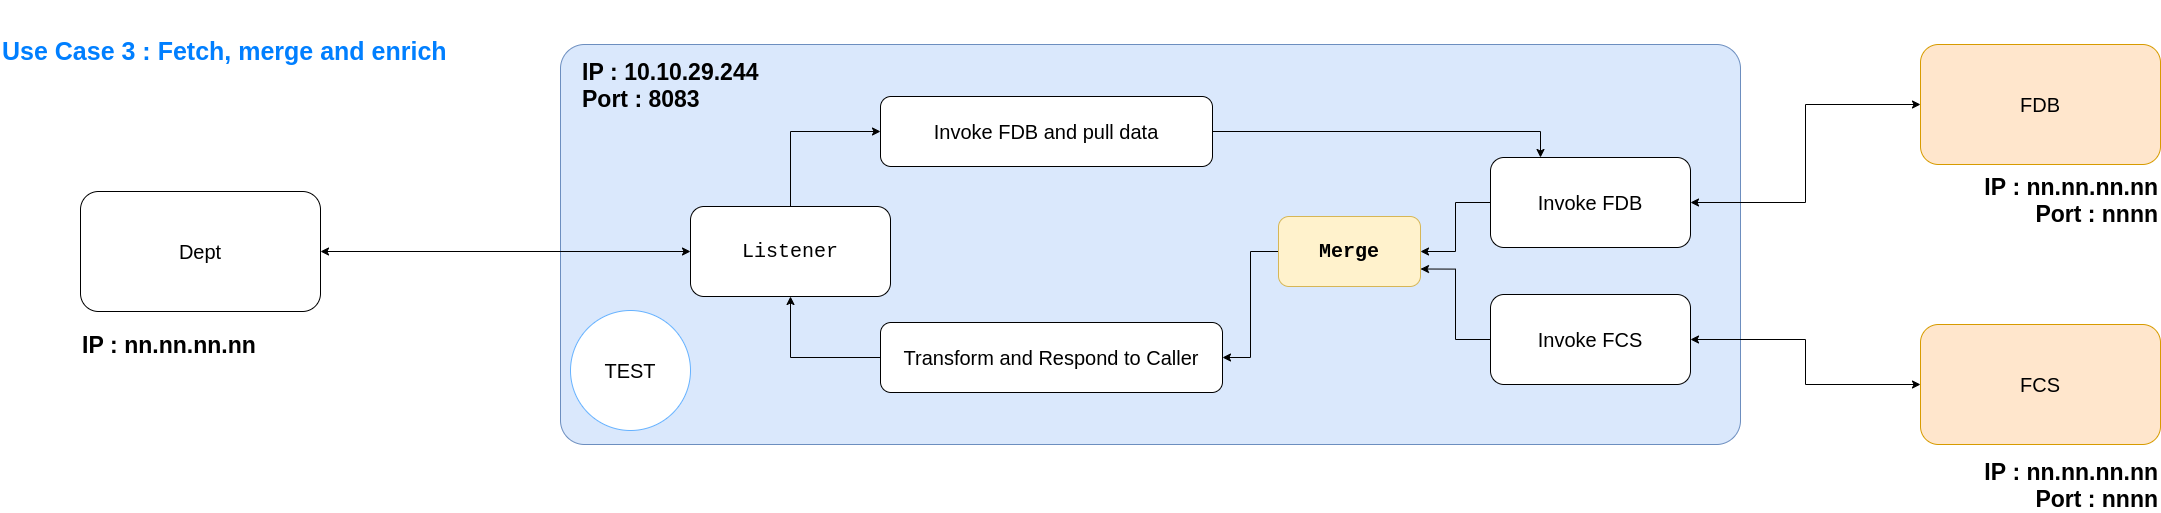 Use Case 3 : Fetch, merge and enrich
IP : 10.10.29.244
Port : 8083
Invoke FDB and pull data
FDB
IP : nn.nn.nn.nn
Port : nnnn
Invoke FDB
Dept
Listener
Merge
IP : nn.nn.nn.nn
TEST
Transform and Respond to Caller
Invoke FCS
FCS
IP : nn.nn.nn.nn
Port : nnnn